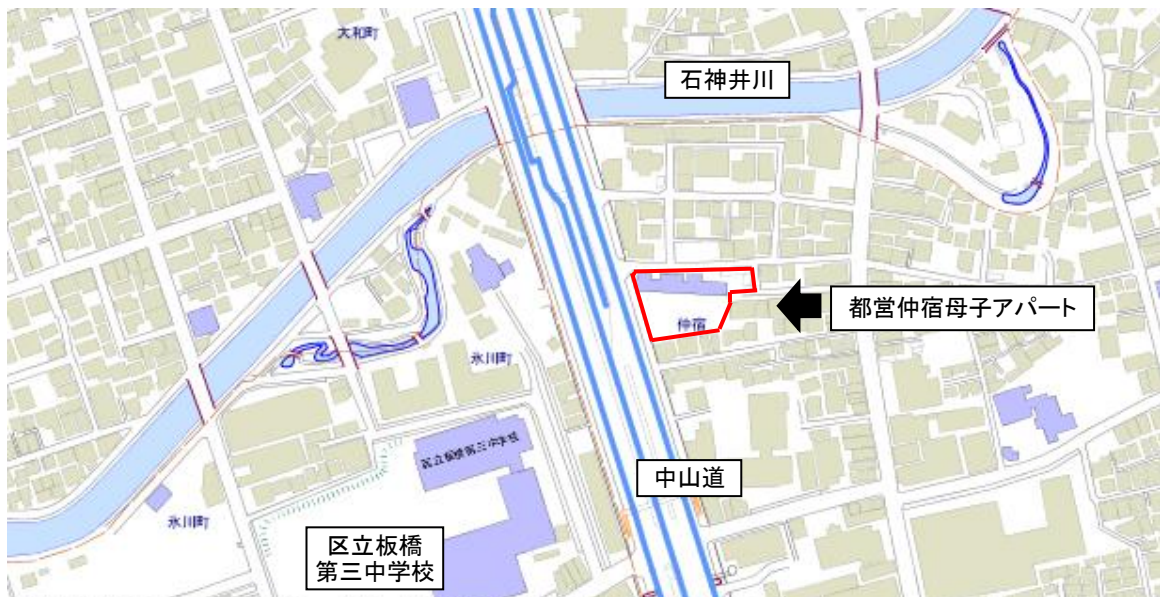 大和町
石神井川
都営仲宿母子アパート
仲宿
氷川町
区立板橋第三中学校
中山道
氷川町
区立板橋
第三中学校